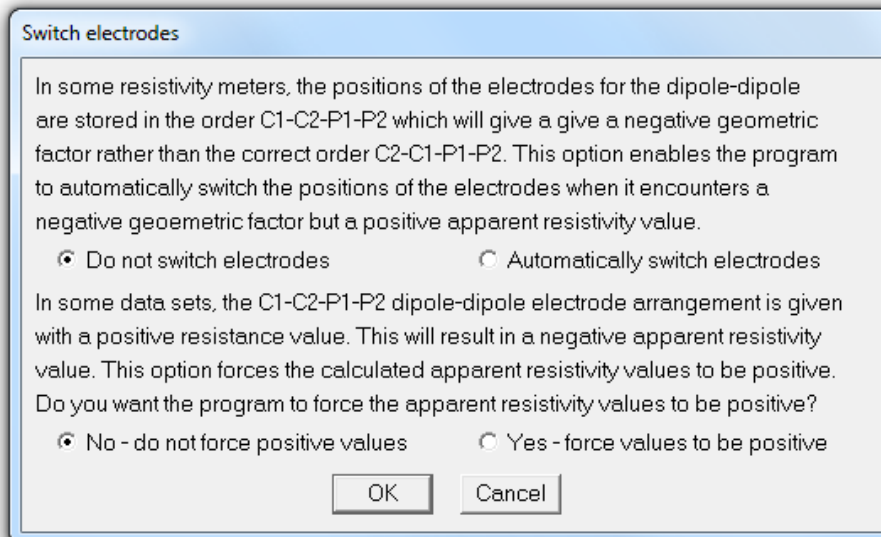 Switch electrodes
In some resistivity meters, the positions of the electrodes for the dipole-dipole
are stored in the order C1-C2-P1-P2 which will give a give a negative geometric
factor rather than the correct order C2-C1-P1-P2. This option enables the program
to automatically switch the positions of the electrodes when it encounters a
negative geoemetric factor but a positive apparent resistivity value.
Do not switch electrodes Automatically switch electrodes
In some data sets, the C1-C2-P1-P2 dipole-dipole electrode arrangement is given
with a positive resistance value. This will result in a negative apparent resistivity
value. This option forces the calculated apparent resistivity values to be positive.
Do you want the program to force the apparent resistivity values to be positive?
No - do not force positive values Yes - force values to be positive
OK Cancel